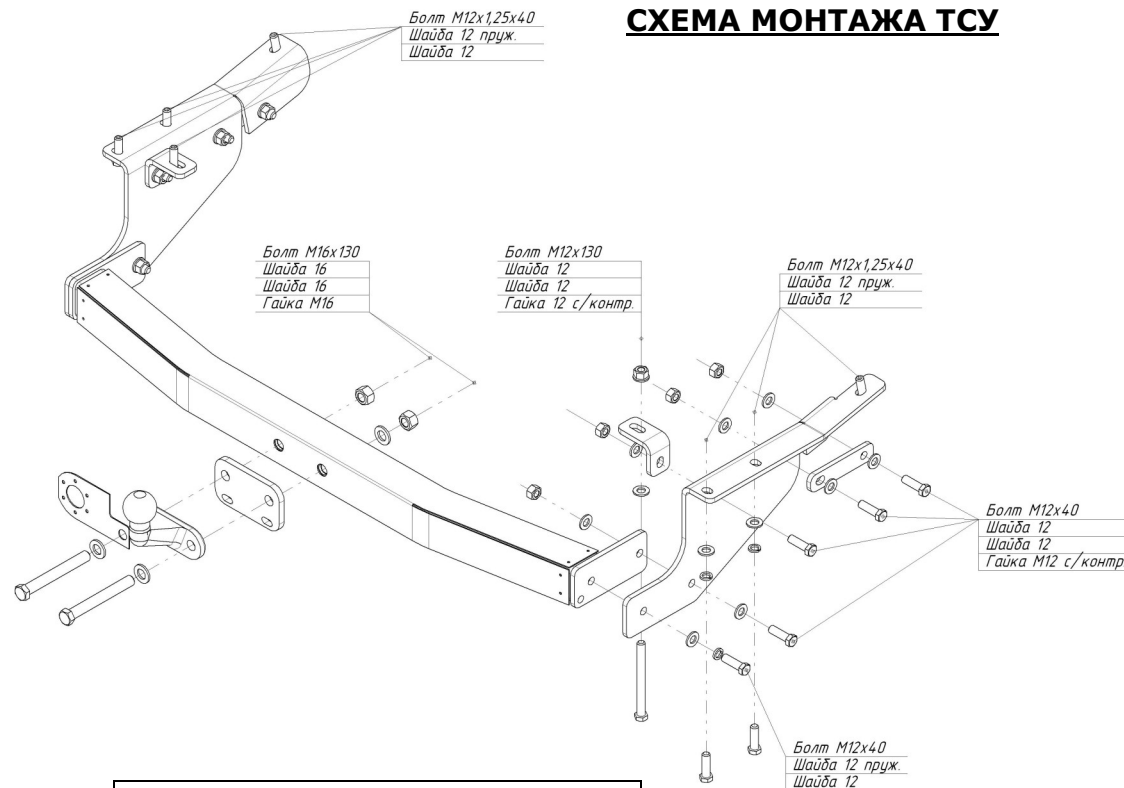 СХЕМА МОНТАЖА ТСУ
Болт М12х1,25х40
Шайба 12 пруж.
Шайба 12
Болт М16х130
Шайба 16
Шайба 16
Гайка М16
Болт М12х130
Шайба 12
Шайба 12
Гайка 12 с/контр.
Болт М12х1,25х40
Шайба 12 пруж.
Шайба 12
Болт М12х40
Шайба 12
Шайба 12
Гайка М12 с/контр.
Болт М12х40
Шайба 12 пруж.
Шайба 12